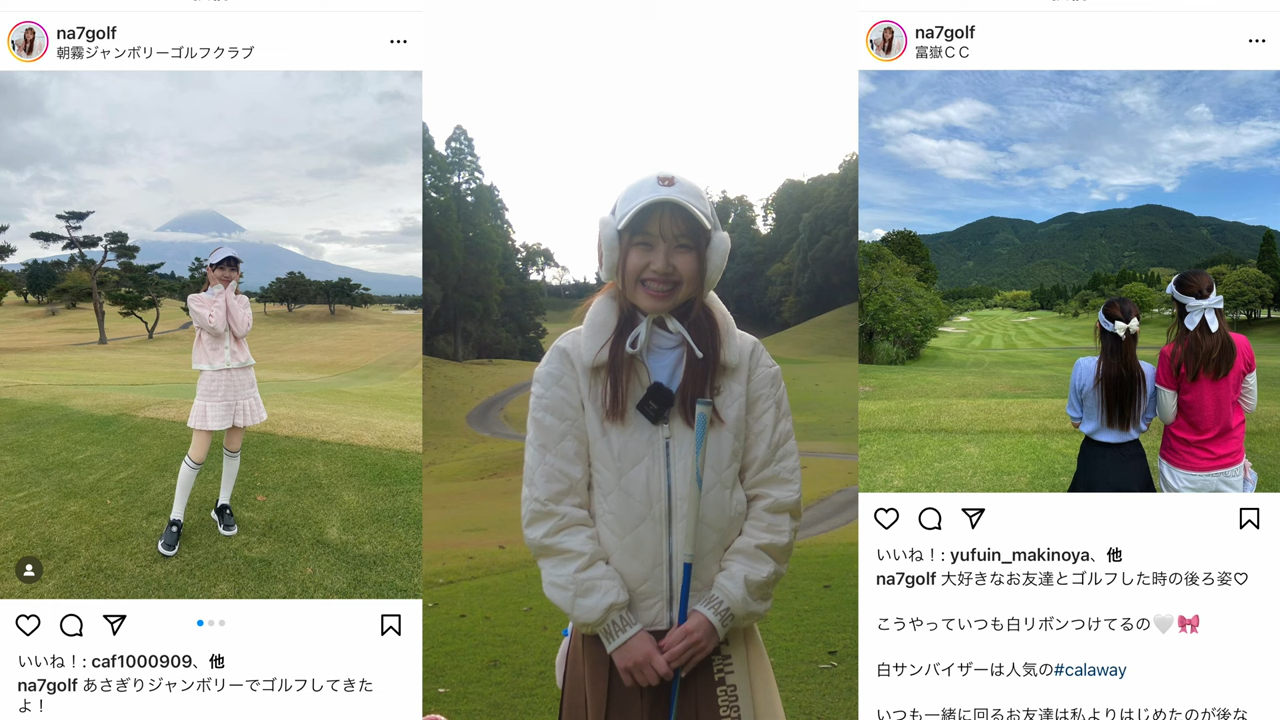 na7golf
朝霧ジャンボリーゴルフクラブ
いいね！: caf1000909、他
na7golf あさぎりジャンボリーでゴルフしてきた
よ！
WAAC
WAAC
na7golf
富嶽ＣＣ
いいね！: yufuin_makinoya、他
na7golf 大好きなお友達とゴルフした時の後ろ姿♡
こうやっていつも白リボンつけてるの🤍🎀
白サンバイザーは人気の#calaway
いつも一緒に回るお友達は私よりはじめたのが後な